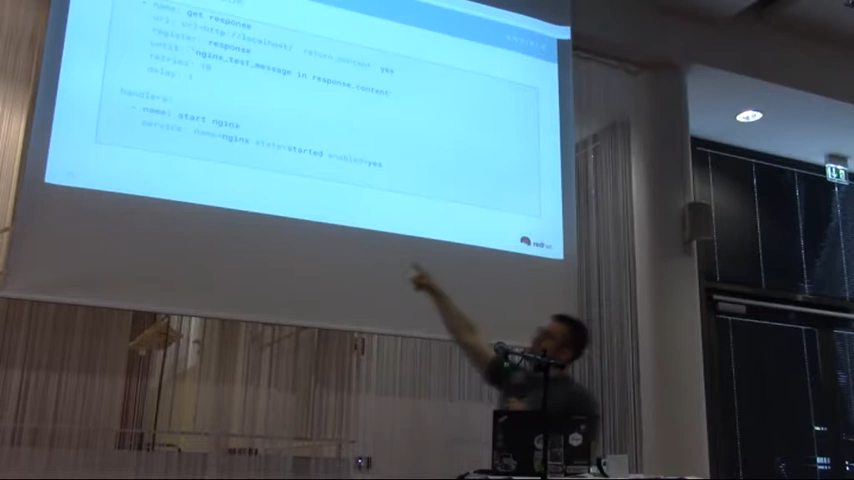 - name: get response
uri: url=http://localhost/ return_content: yes
register: response
until: "'nginx_test_message in response.content'
retries: 10
delay: 1
handlers:
- name: start nginx
service: name=nginx state=started enabled=yes
ANSIBLE
redhat